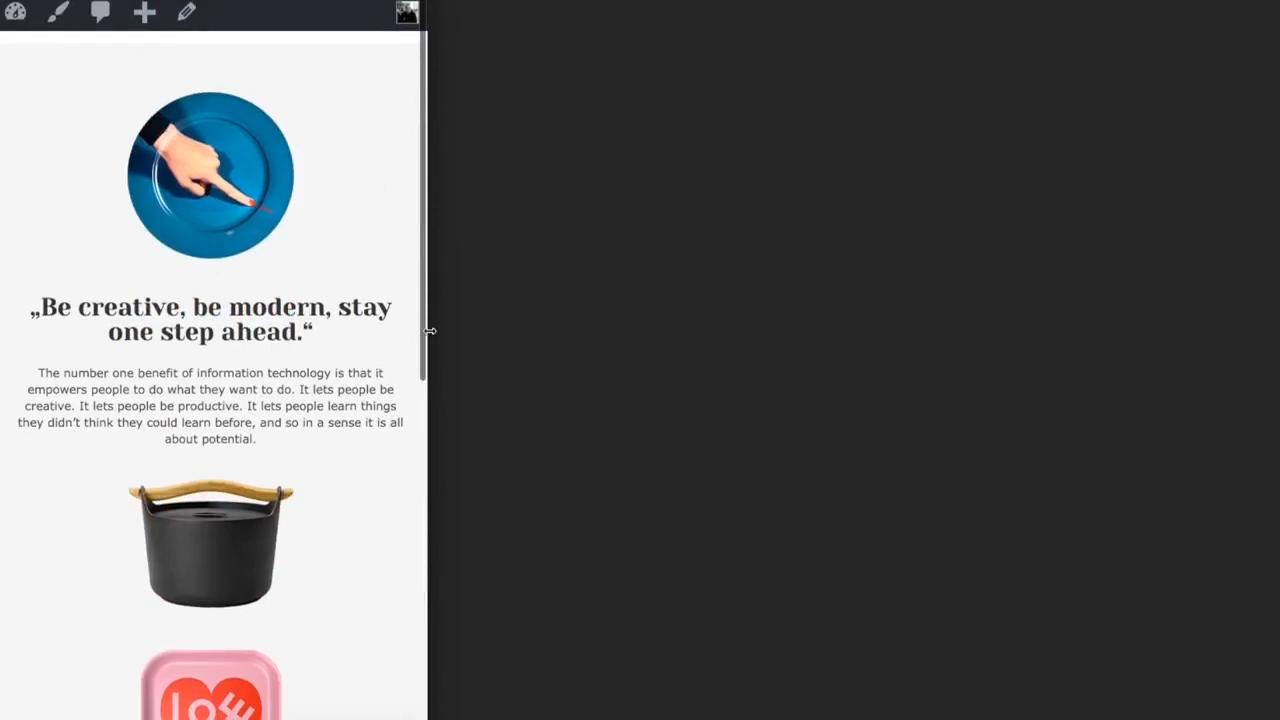 „Be creative, be modern, stay
one step ahead.“
The number one benefit of information technology is that it
empowers people to do what they want to do. It lets people be
creative. It lets people be productive. It lets people learn things
they didn’t think they could learn before, and so in a sense it is all
about potential.
LOVE